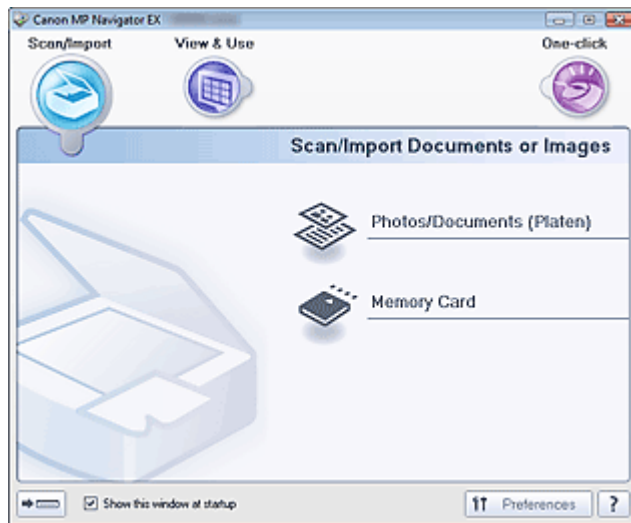 Canon MP Navigator EX
Scan/Import
View & Use
One-click
Scan/Import Documents or Images
Photos/Documents (Platen)
Memory Card
Show this window at startup
Preferences
?